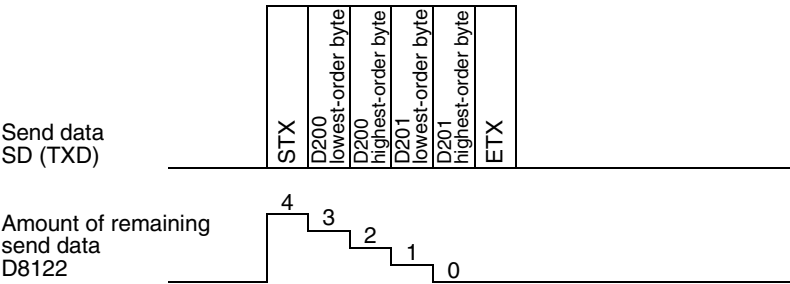 Send data
SD (TXD)
STX
D200
lowest-order byte
D200
highest-order byte
D201
lowest-order byte
D201
highest-order byte
ETX
Amount of remaining
send data
D8122
4
3
2
1
0